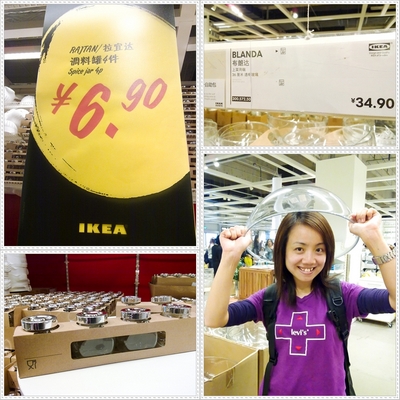 RAJTAN/拉宜达
调料罐4件
Spice jar 4p
¥6.90
IKEA
BLANDA
布朗达
IKEA
¥34.90
levi's